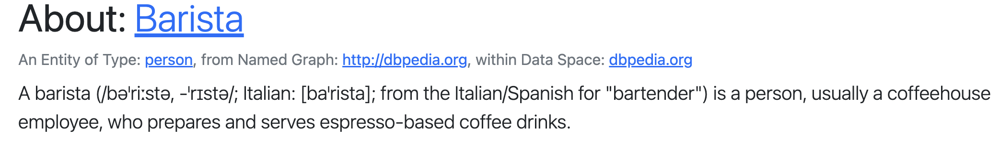 About: Barista
An Entity of Type: person, from Named Graph: http://dbpedia.org, within Data Space: dbpedia.org
A barista (/bəˈriːstə, -ˈrɪstə/; Italian: [baˈrista]; from the Italian/Spanish for "bartender") is a person, usually a coffeehouse
employee, who prepares and serves espresso-based coffee drinks.